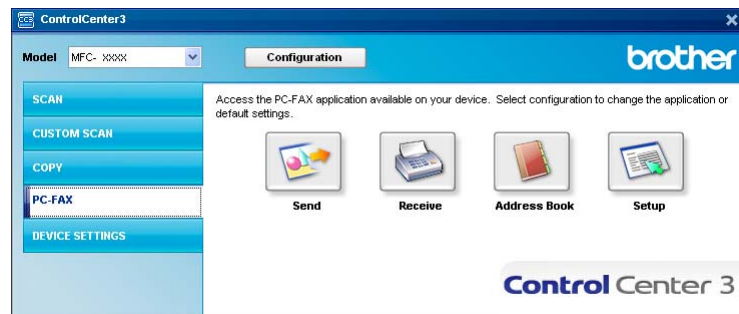 ControlCenter3
Model MFC- XXXX
Configuration
brother
SCAN
CUSTOM SCAN
COPY
PC-FAX
DEVICE SETTINGS
Access the PC-FAX application available on your device. Select configuration to change the application or
default settings.
Send Receive Address Book Setup
Control Center 3